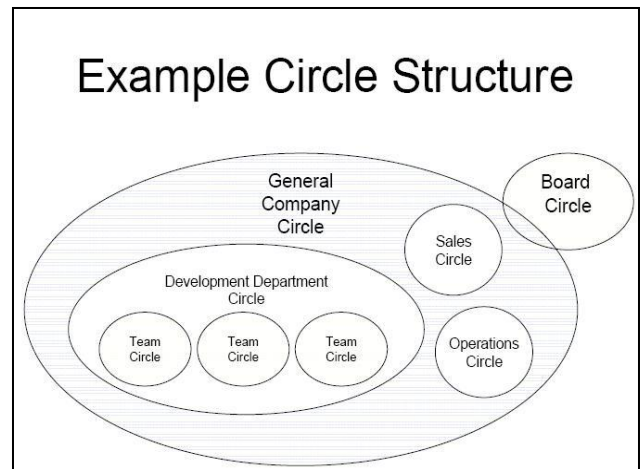 Example Circle Structure
General
Company
Circle
Board
Circle
Sales
Circle
Development Department
Circle
Team
Circle
Team
Circle
Team
Circle
Operations
Circle